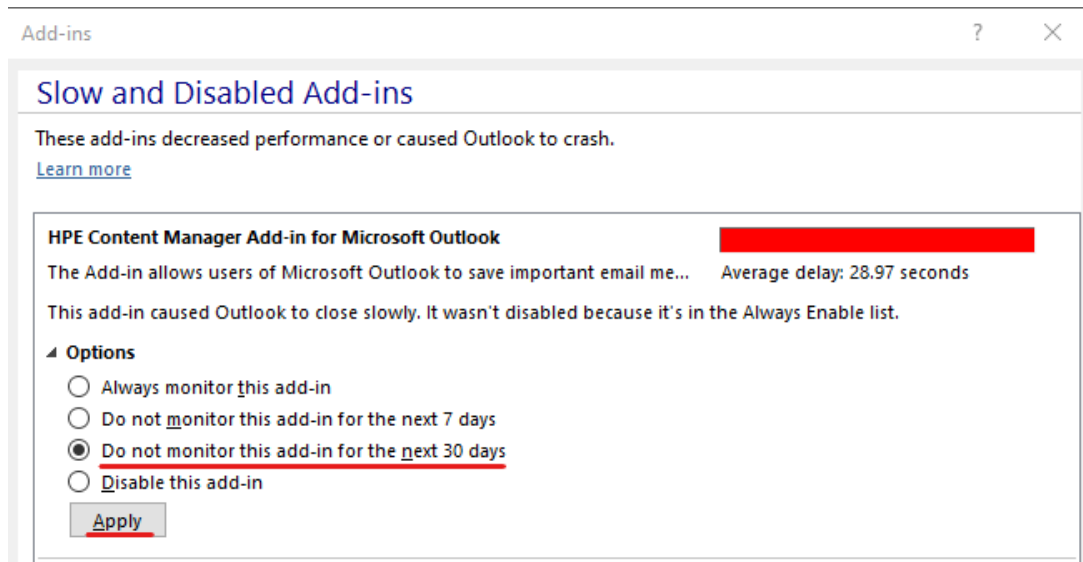 Add-ins ?
Slow and Disabled Add-ins
These add-ins decreased performance or caused Outlook to crash.
Learn more
HPE Content Manager Add-in for Microsoft Outlook
The Add-in allows users of Microsoft Outlook to save important email me... Average delay: 28.97 seconds
This add-in caused Outlook to close slowly. It wasn't disabled because it's in the Always Enable list.
Options
Always monitor this add-in
Do not monitor this add-in for the next 7 days
Do not monitor this add-in for the next 30 days
Disable this add-in
Apply